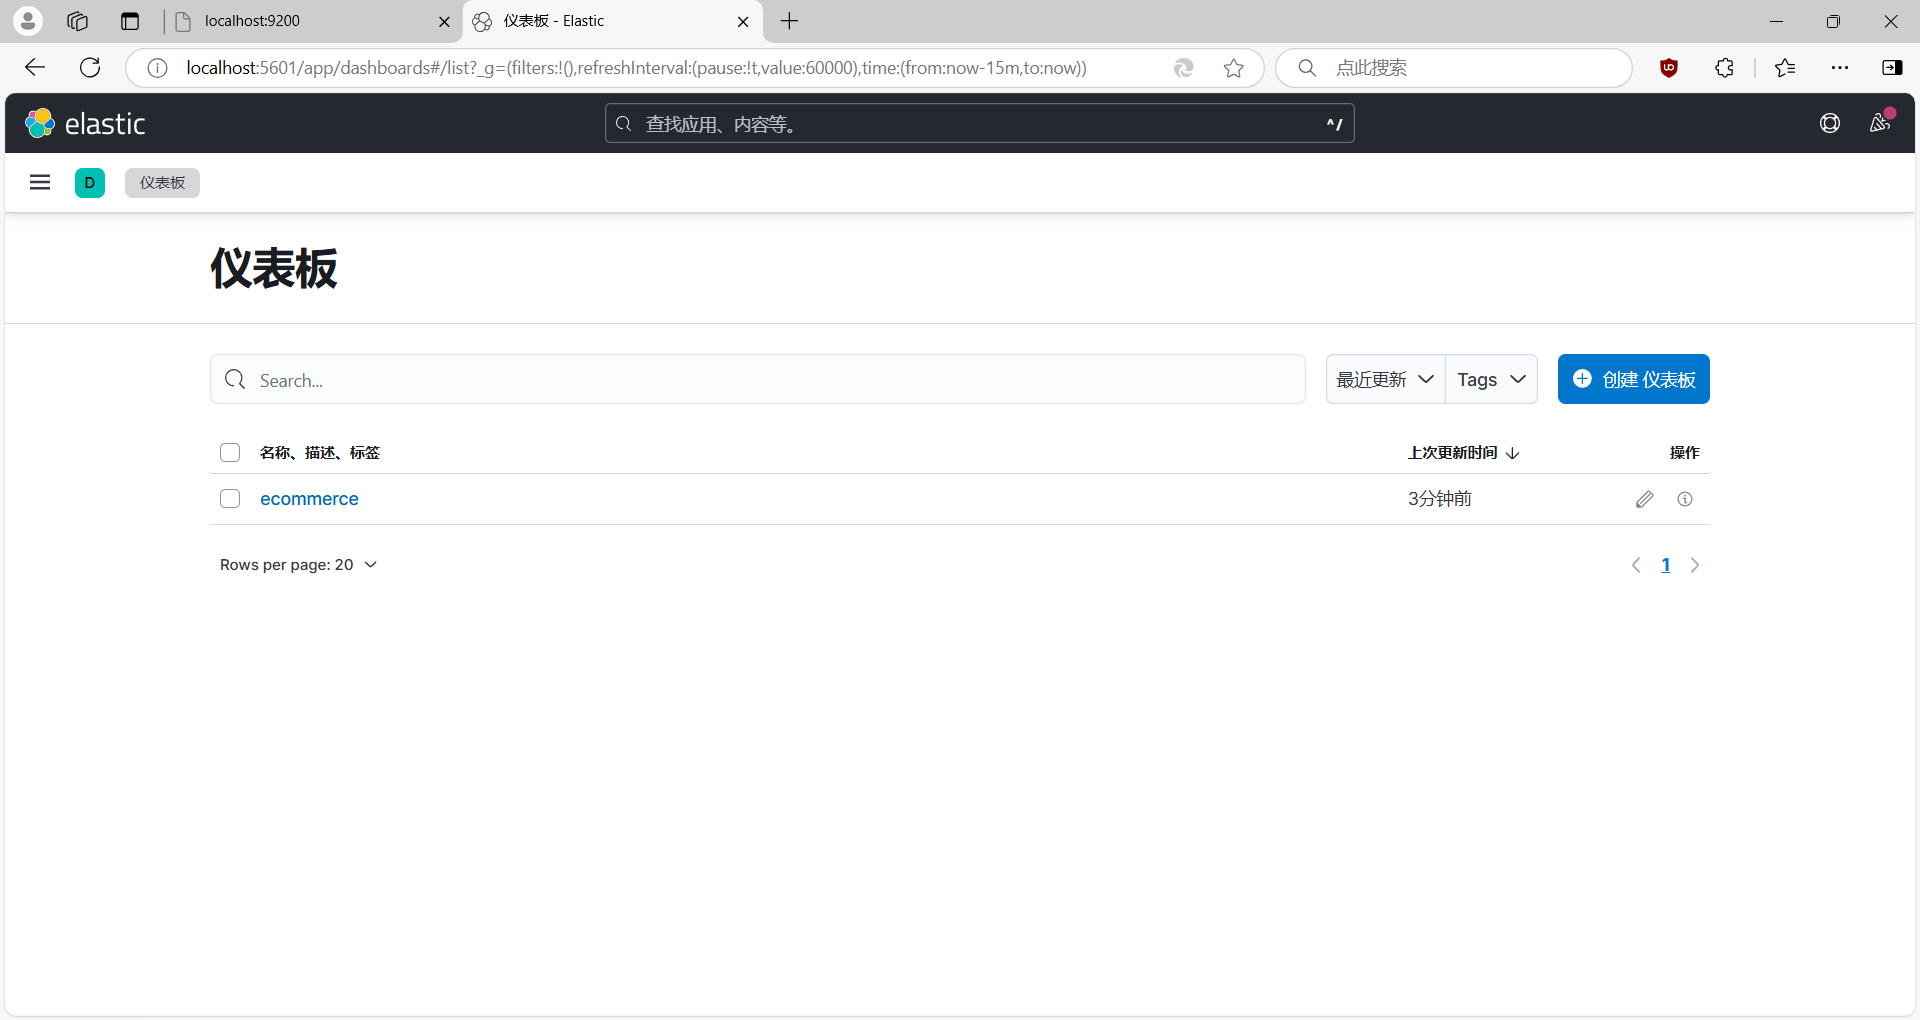 localhost:9200
仪表板 - Elastic
localhost:5601/app/dashboards#/list?_g=(filters:!(),refreshInterval:(pause:!t,value:60000),time:(from:now-15m,to:now))
点此搜索
elastic
查找应用、内容等。
^/
D
仪表板
仪表板
Search...
最近更新
Tags
创建 仪表板
名称、描述、标签
上次更新时间
操作
ecommerce
3分钟前
Rows per page: 20
1